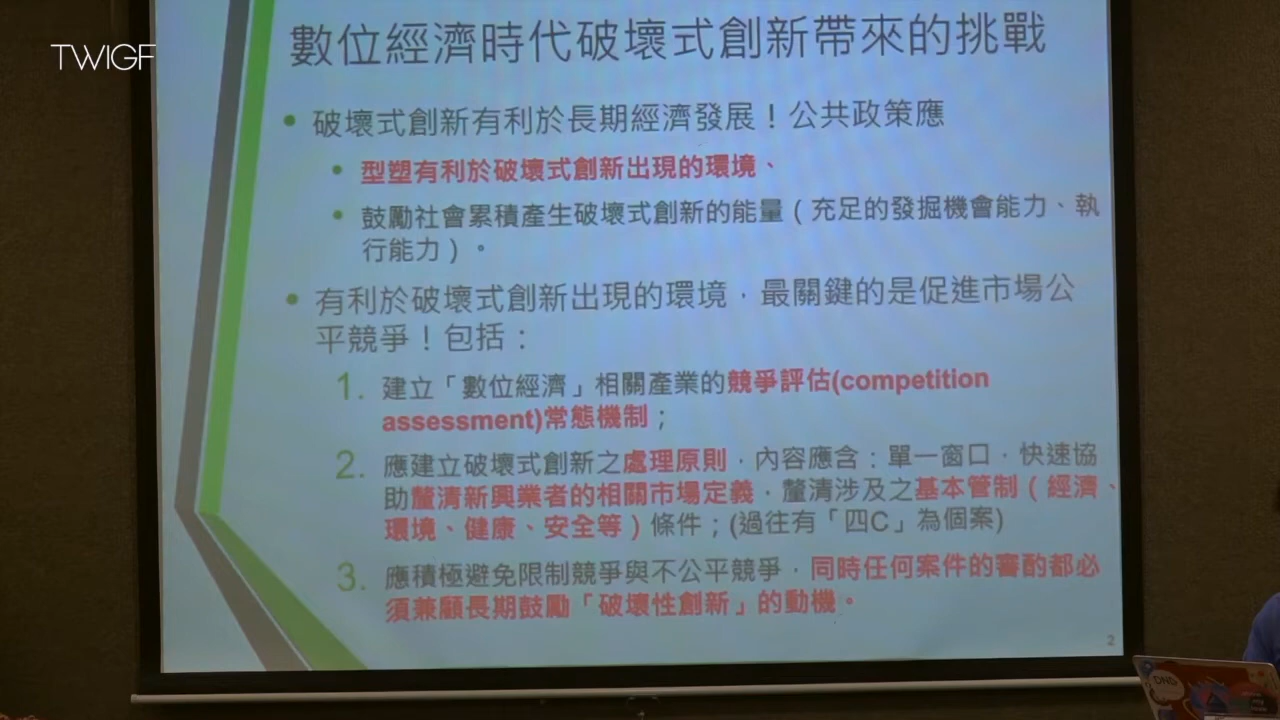 TWIGF
數位經濟時代破壞式創新帶來的挑戰
• 破壞式創新有利於長期經濟發展！公共政策應
• 型塑有利於破壞式創新出現的環境、
• 鼓勵社會累積產生破壞式創新的能量（充足的發掘機會能力、執
行能力）。
• 有利於破壞式創新出現的環境，最關鍵的是促進市場公
平競爭！包括：
1. 建立「數位經濟」相關產業的競爭評估(competition
assessment)常態機制；
2. 應建立破壞式創新之處理原則，內容應含：單一窗口，快速協
助釐清新興業者的相關市場定義，釐清涉及之基本管制（經濟、
環境、健康、安全等）條件；(過往有「四C」為個案)
3. 應積極避免限制競爭與不公平競爭，同時任何案件的審酌都必
須兼顧長期鼓勵「破壞性創新」的動機。
2